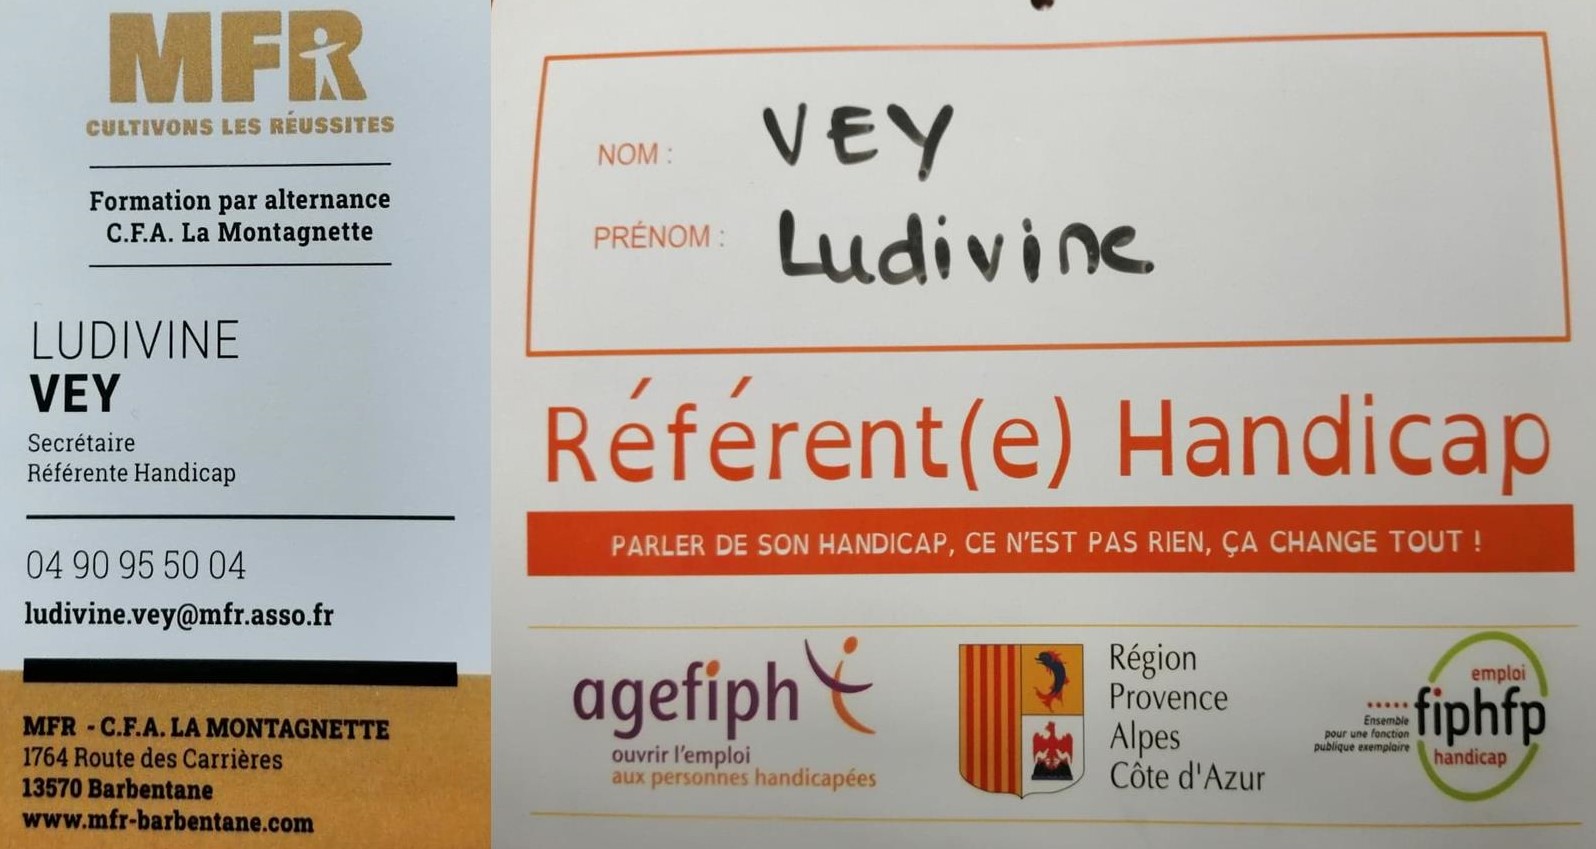 MFR
CULTIVONS LES RÉUSSITES
Formation par alternance
C.F.A. La Montagnette
LUDIVINE
VEY
Secrétaire
Référente Handicap
04 90 95 50 04
ludivine.vey@mfr.asso.fr
MFR - C.F.A. LA MONTAGNETTE
1764 Route des Carrières
13570 Barbentane
www.mfr-barbentane.com
NOM : VEY
PRÉNOM : Ludivine
Référent(e) Handicap
PARLER DE SON HANDICAP, CE N'EST PAS RIEN, ÇA CHANGE TOUT !
agefiph
ouvrir l'emploi
aux personnes handicapées
Région
Provence
Alpes
Côte d'Azur
emploi
fiphfp
handicap
Ensemble
pour une fonction
publique exemplaire